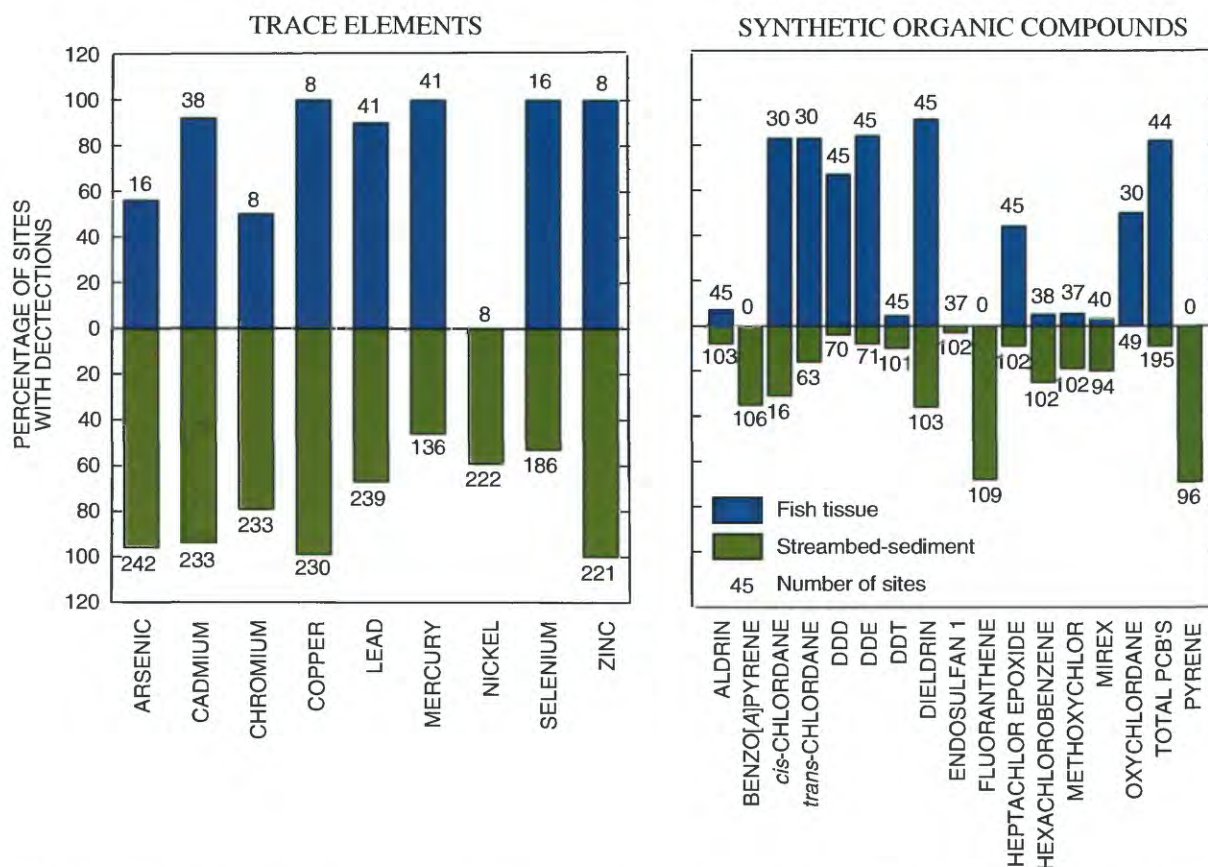 TRACE ELEMENTS
120
100
80
60
40
20
0
20
40
60
80
100
120
PERCENTAGE OF SITES
WITH DECTECTIONS
16
38
8
8
41
41
8
16
8
242
233
233
230
239
136
222
186
221
ARSENIC
CADMIUM
CHROMIUM
COPPER
LEAD
MERCURY
NICKEL
SELENIUM
ZINC
SYNTHETIC ORGANIC COMPOUNDS
45
0
30
30
45
45
45
45
37
0
45
38
37
40
30
44
0
103
106
16
63
70
71
101
103
102
109
102
102
102
94
49
195
96
Fish tissue
Streambed-sediment
45 Number of sites
ALDRIN
BENZO[A]PYRENE
cis-CHLORDANE
trans-CHLORDANE
DDD
DDE
DDT
DIELDRIN
ENDOSULFAN 1
FLUORANTHENE
HEPTACHLOR EPOXIDE
HEXACHLOROBENZENE
METHOXYCHLOR
MIREX
OXYCHLORDANE
TOTAL PCB'S
PYRENE